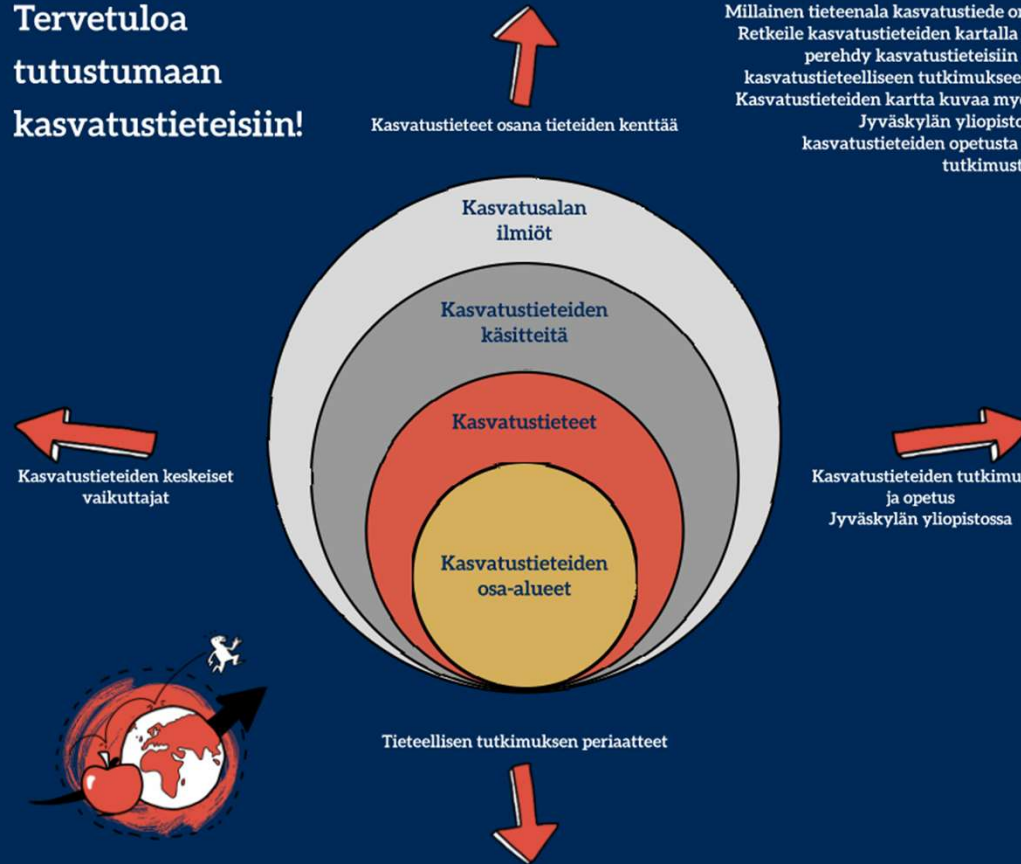 Tervetuloa
tutustumaan
kasvatustieteisiin!
Millainen tieteenala kasvatustiede
Retkeile kasvatustieteiden kartalla
perehdy kasvatustieteisiin
kasvatustieteelliseen
Kasvatustieteiden kartta kuvaa
Jyväskylän
kasvatustieteiden opetusta
Kasvatustieteet osana tieteiden kenttää
Kasvatusalan
ilmiöt
Kasvatustieteiden
käsitteitä
Kasvatustieteet
Kasvatustieteiden
osa-alueet
Kasvatustieteiden keskeiset
vaikuttajat
Kasvatustieteiden
ja opetus
Jyväskylän yliopistossa
Tieteellisen tutkimuksen periaatteet